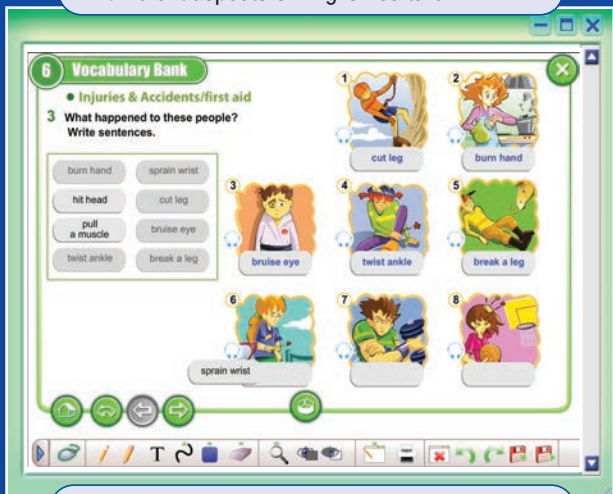 6 Vocabulary Bank
• Injuries & Accidents/first aid
3 What happened to these people?
Write sentences.
burn hand
sprain wrist
hit head
cut leg
pull
a muscle
bruise eye
twist ankle
break a leg
1
cut leg
2
burn hand
3
bruise eye
4
twist ankle
5
break a leg
6
sprain wrist
7
8
T